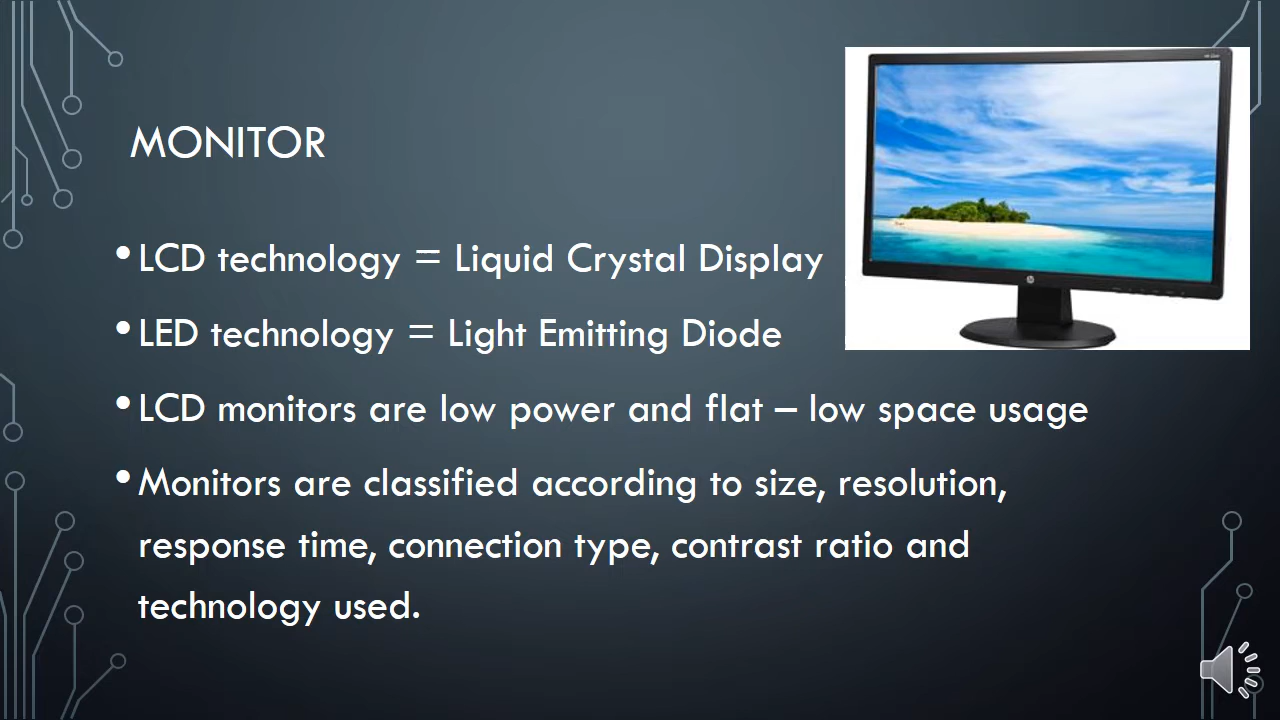 MONITOR
• LCD technology = Liquid Crystal Display
• LED technology = Light Emitting Diode
• LCD monitors are low power and flat – low space usage
• Monitors are classified according to size, resolution,
response time, connection type, contrast ratio and
technology used.